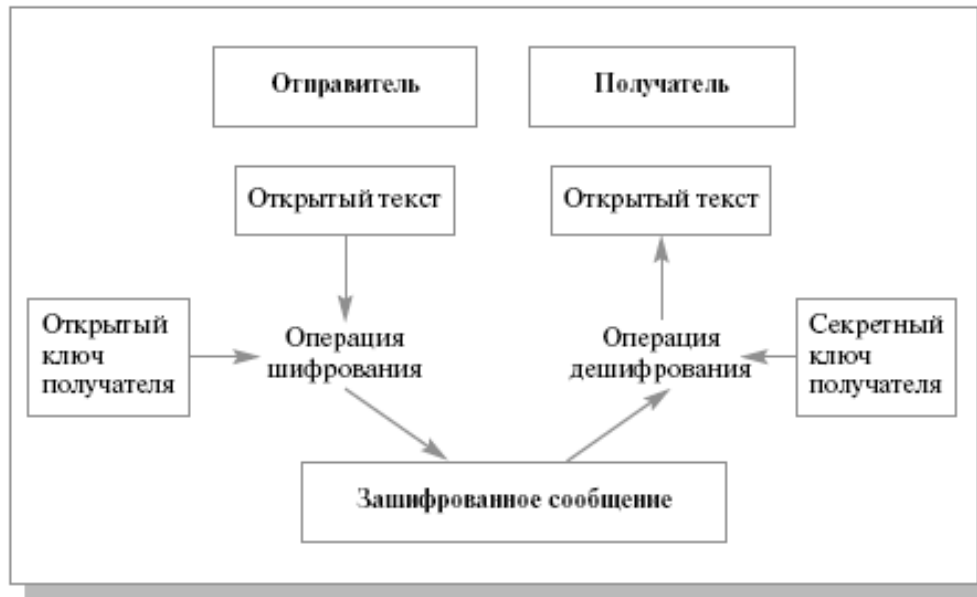 Отправитель
Получатель
Открытый текст
Открытый текст
Открытый
ключ
получателя
Операция
шифрования
Операция
дешифрования
Секретный
ключ
получателя
Зашифрованное сообщение